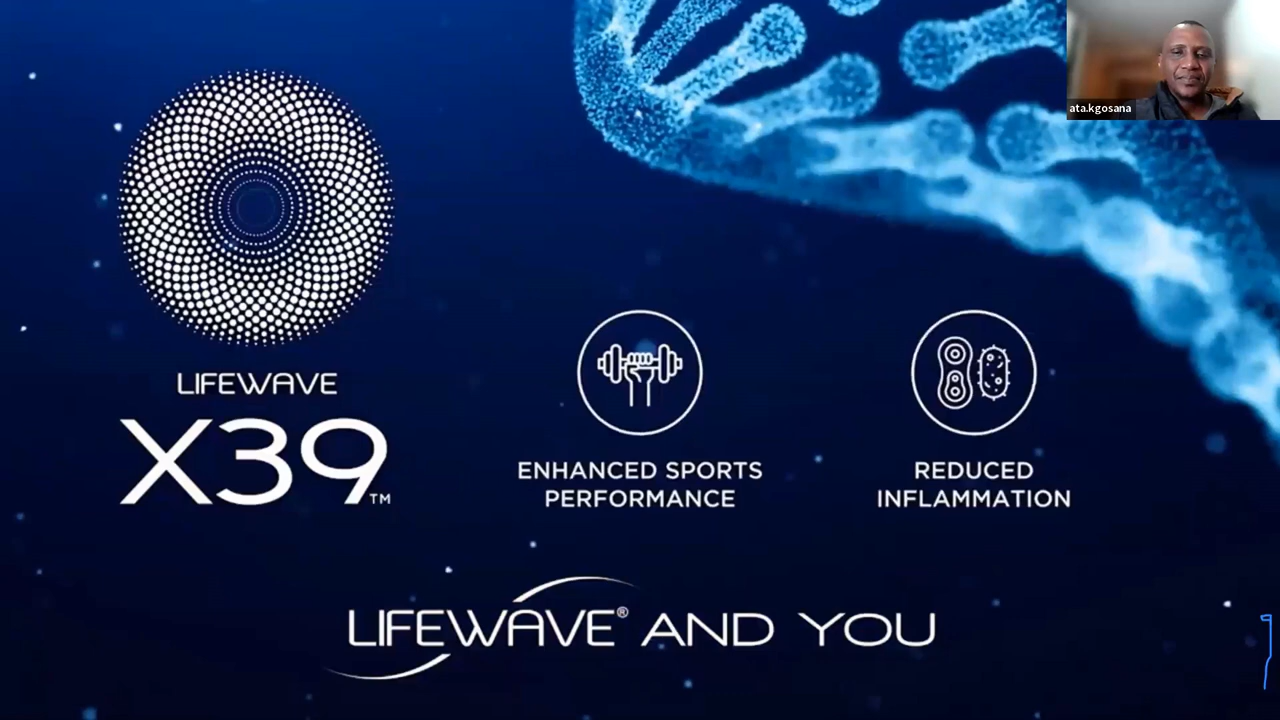 ata.kgosana
LIFEWAVE
X39™
ENHANCED SPORTS
PERFORMANCE
REDUCED
INFLAMMATION
LIFEWAVE® AND YOU